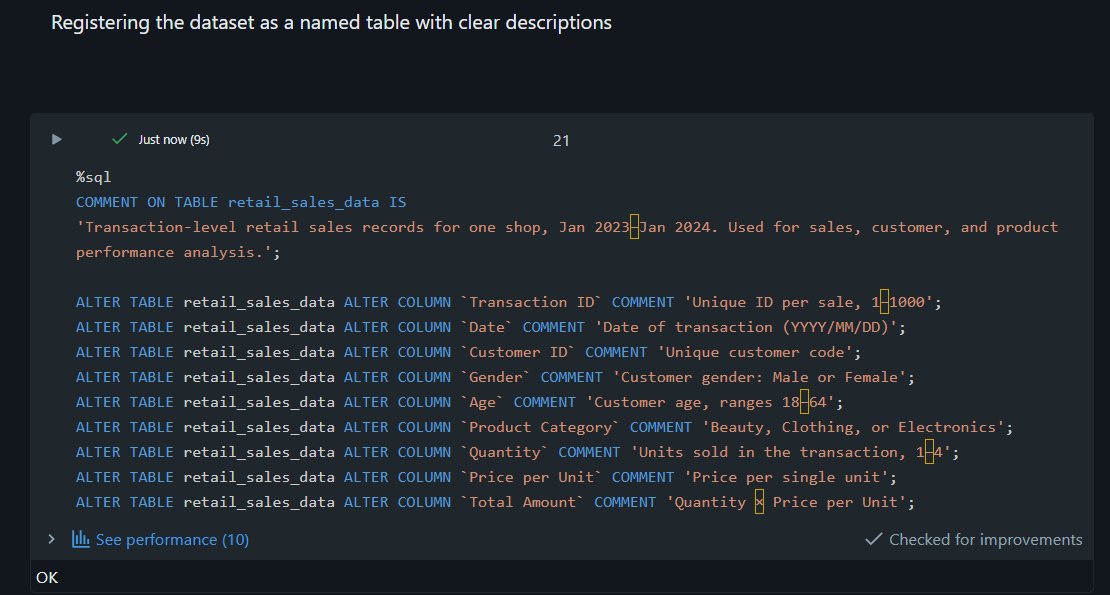 Registering the dataset as a named table with clear descriptions
Just now (9s)
21
%sql
COMMENT ON TABLE retail_sales_data IS
'Transaction-level retail sales records for one shop, Jan 2023–Jan 2024. Used for sales, customer, and product
performance analysis.';
ALTER TABLE retail_sales_data ALTER COLUMN `Transaction ID` COMMENT 'Unique ID per sale, 1–1000';
ALTER TABLE retail_sales_data ALTER COLUMN `Date` COMMENT 'Date of transaction (YYYY/MM/DD)';
ALTER TABLE retail_sales_data ALTER COLUMN `Customer ID` COMMENT 'Unique customer code';
ALTER TABLE retail_sales_data ALTER COLUMN `Gender` COMMENT 'Customer gender: Male or Female';
ALTER TABLE retail_sales_data ALTER COLUMN `Age` COMMENT 'Customer age, ranges 18–64';
ALTER TABLE retail_sales_data ALTER COLUMN `Product Category` COMMENT 'Beauty, Clothing, or Electronics';
ALTER TABLE retail_sales_data ALTER COLUMN `Quantity` COMMENT 'Units sold in the transaction, 1–4';
ALTER TABLE retail_sales_data ALTER COLUMN `Price per Unit` COMMENT 'Price per single unit';
ALTER TABLE retail_sales_data ALTER COLUMN `Total Amount` COMMENT 'Quantity × Price per Unit';
See performance (10)
Checked for improvements
OK